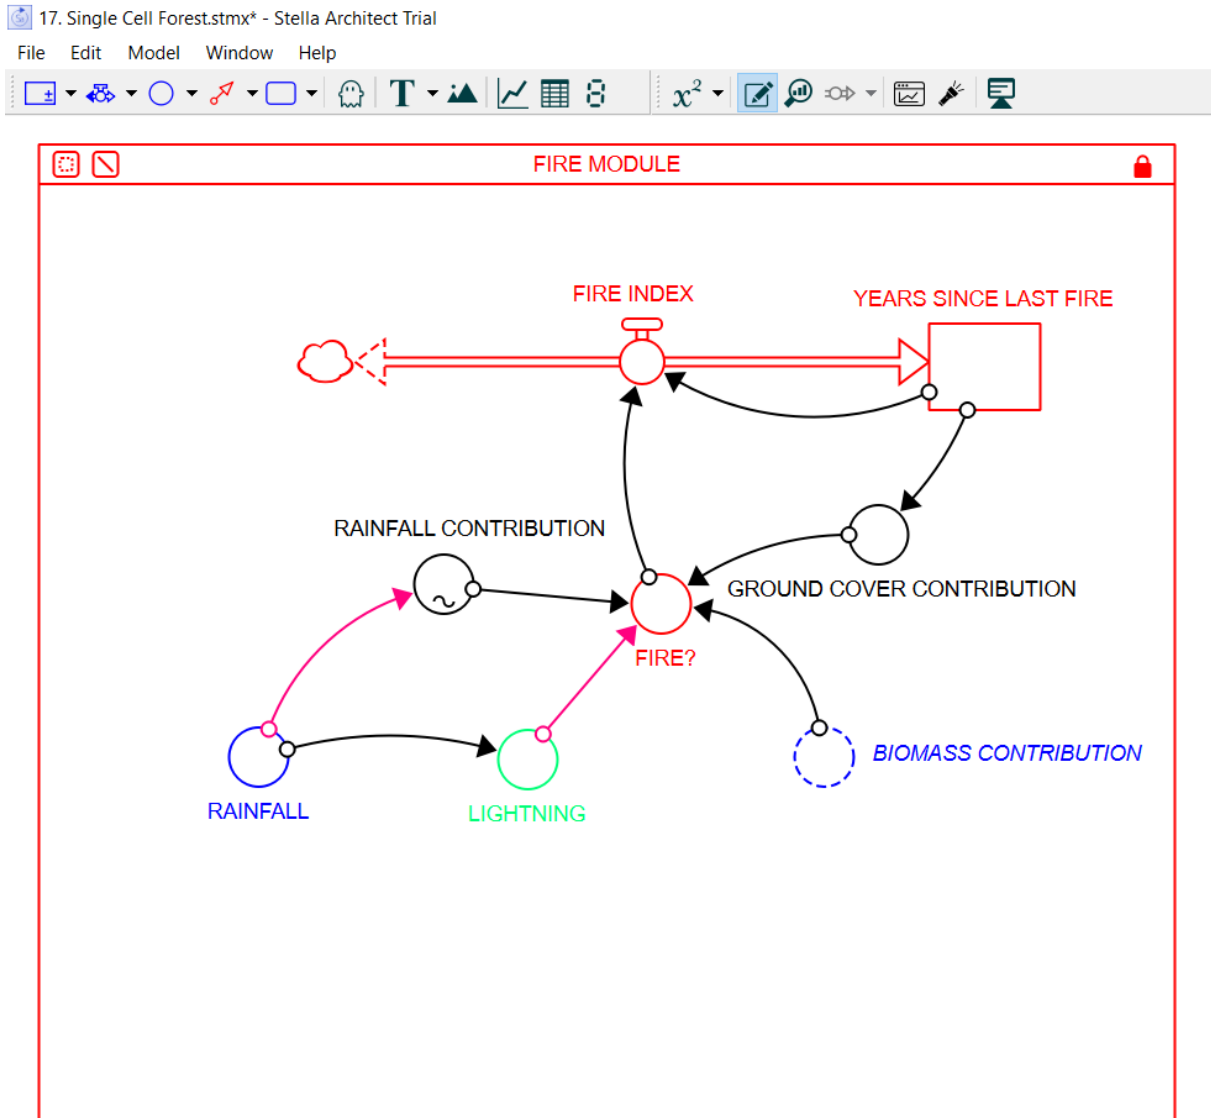 17. Single Cell Forest.stmx* - Stella Architect Trial
File Edit Model Window Help
FIRE MODULE
FIRE INDEX
YEARS SINCE LAST FIRE
RAINFALL CONTRIBUTION
GROUND COVER CONTRIBUTION
FIRE?
BIOMASS CONTRIBUTION
RAINFALL
LIGHTNING